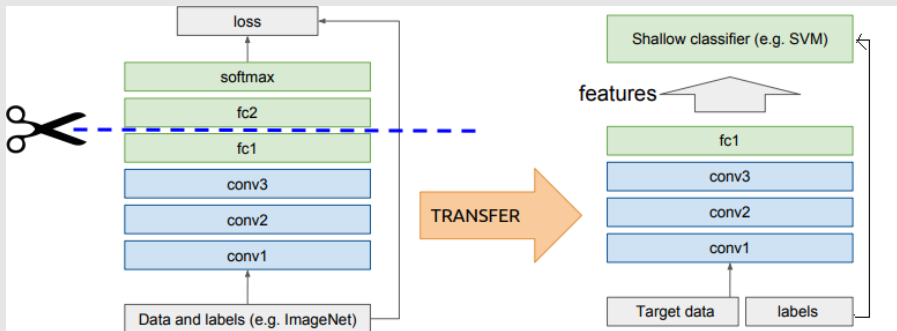 loss
softmax
fc2
fc1
conv3
conv2
conv1
Data and labels (e.g. ImageNet)
TRANSFER
Shallow classifier (e.g. SVM)
features
fc1
conv3
conv2
conv1
Target data
labels